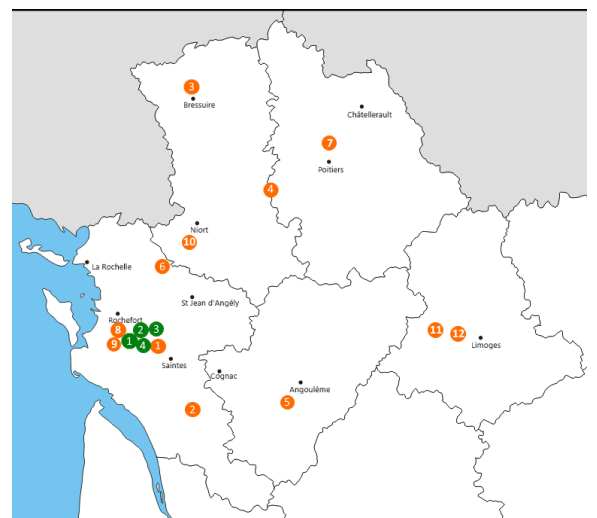 3
Bressuire
Châtellerault
7
Poitiers
4
Niort
10
La Rochelle
6
St Jean d'Angély
Rochefort
8
2
3
9
1
4
1
Saintes
11
12
Limoges
Cognac
Angoulême
2
5